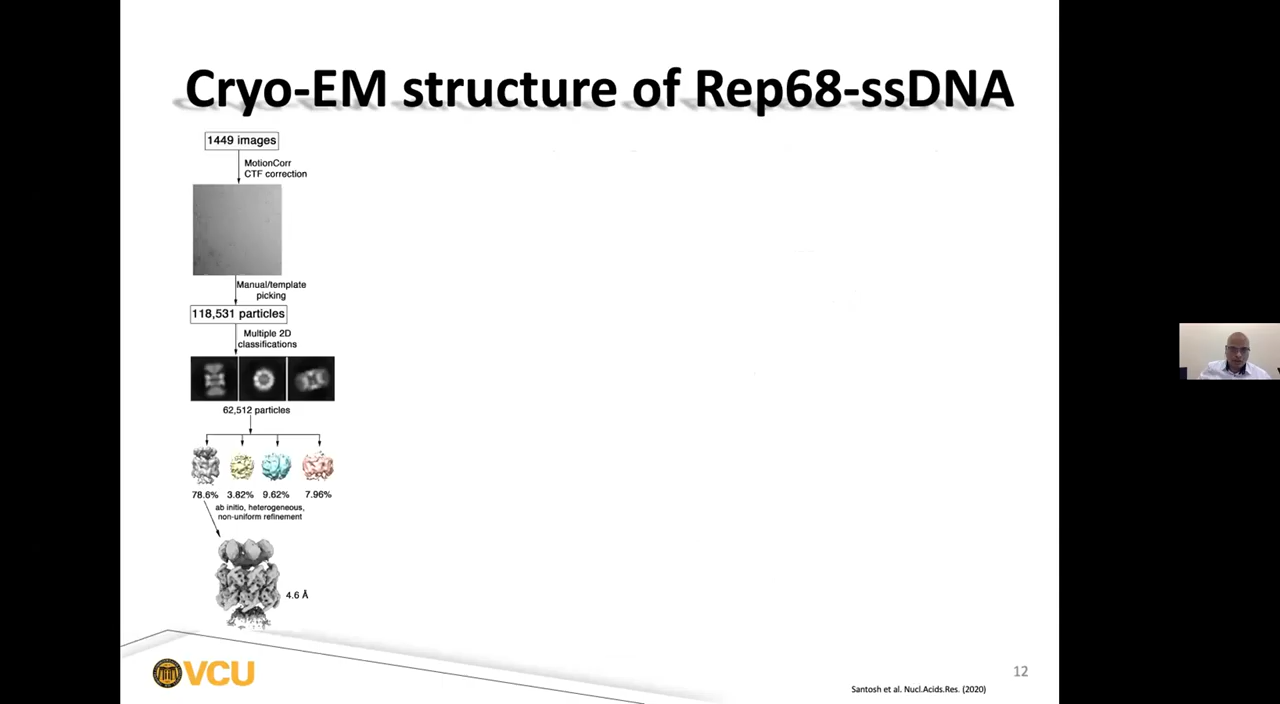 Cryo-EM structure of Rep68-ssDNA
1449 images
MotionCorr
CTF correction
Manual/template
picking
118,531 particles
Multiple 2D
classifications
62,512 particles
78.6% 3.82% 9.62% 7.96%
ab initio, heterogeneous,
non-uniform refinement
4.6 Å
VCU
12
Santosh et al. Nucl.Acids.Res. (2020)